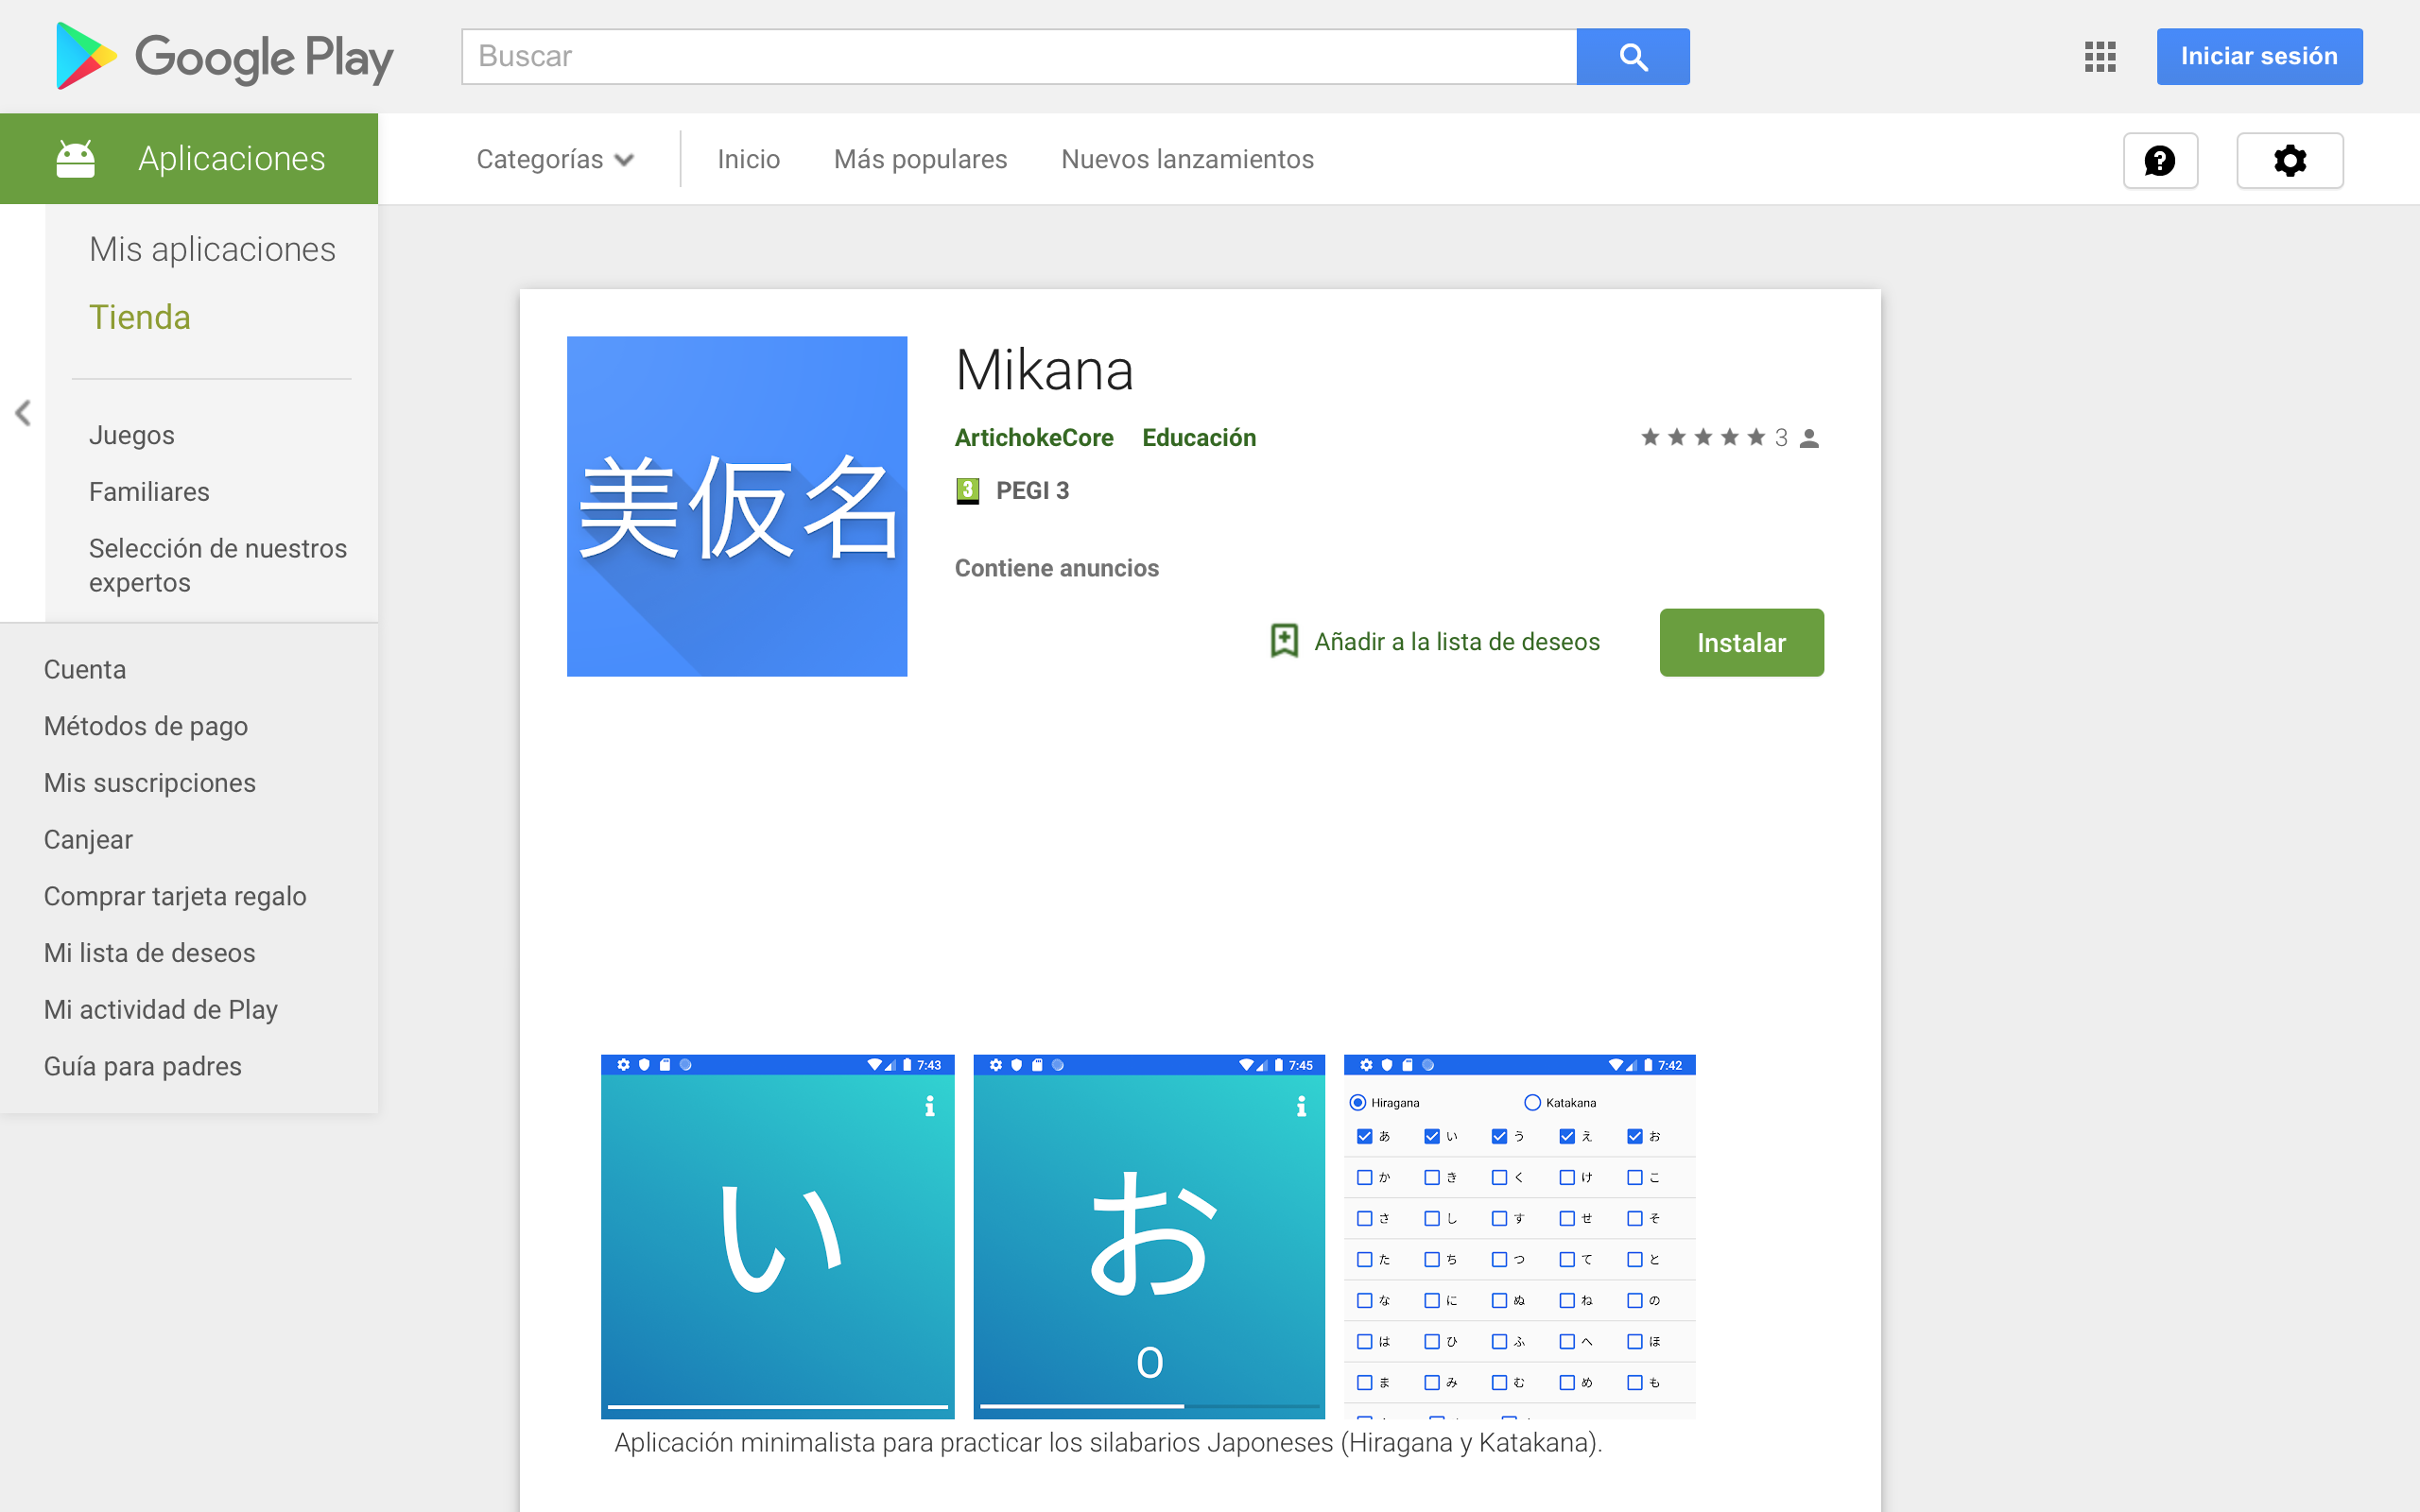 Google Play
Buscar
Iniciar sesión
Aplicaciones
Categorías
Inicio
Más populares
Nuevos lanzamientos
Mis aplicaciones
Tienda
Juegos
Familiares
Selección de nuestros
expertos
Cuenta
Métodos de pago
Mis suscripciones
Canjear
Comprar tarjeta regalo
Mi lista de deseos
Mi actividad de Play
Guía para padres
美仮名
Mikana
ArtichokeCore Educación
3
3 PEGI 3
Contiene anuncios
Añadir a la lista de deseos
Instalar
7:43
い
7:45
お
o
7:42
Hiragana Katakana
あ い う え お
か き く け こ
さ し す せ そ
た ち つ て と
な に ぬ ね の
は ひ ふ へ ほ
ま み む め も
Aplicación minimalista para practicar los silabarios Japoneses (Hiragana y Katakana).